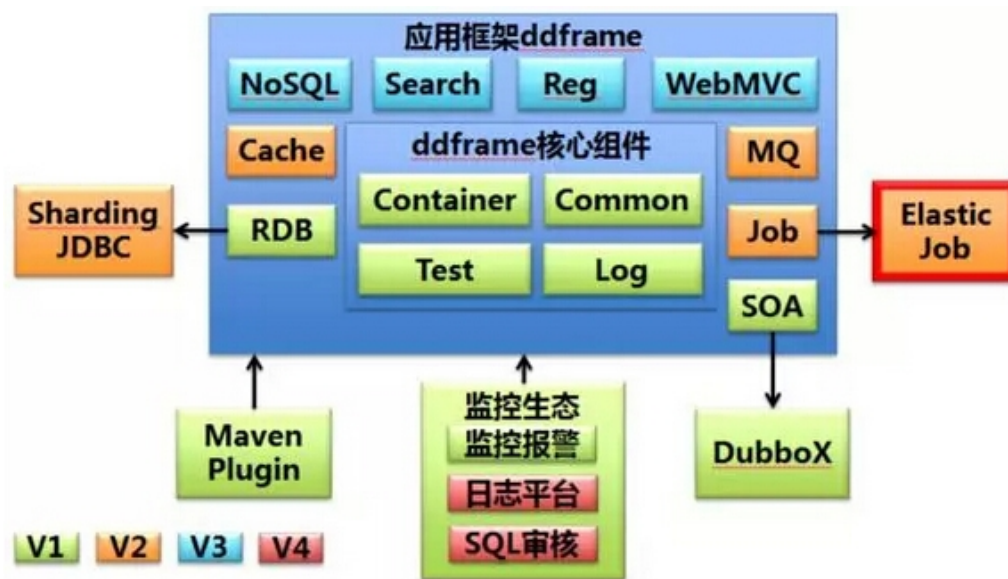 应用框架ddframe
NoSQL
Search
Reg
WebMVC
Cache
ddframe核心组件
MQ
Container
Common
Sharding
JDBC
RDB
Job
Elastic
Job
Test
Log
SOA
Maven
Plugin
监控生态
监控报警
日志平台
SQL审核
DubboX
V1
V2
V3
V4